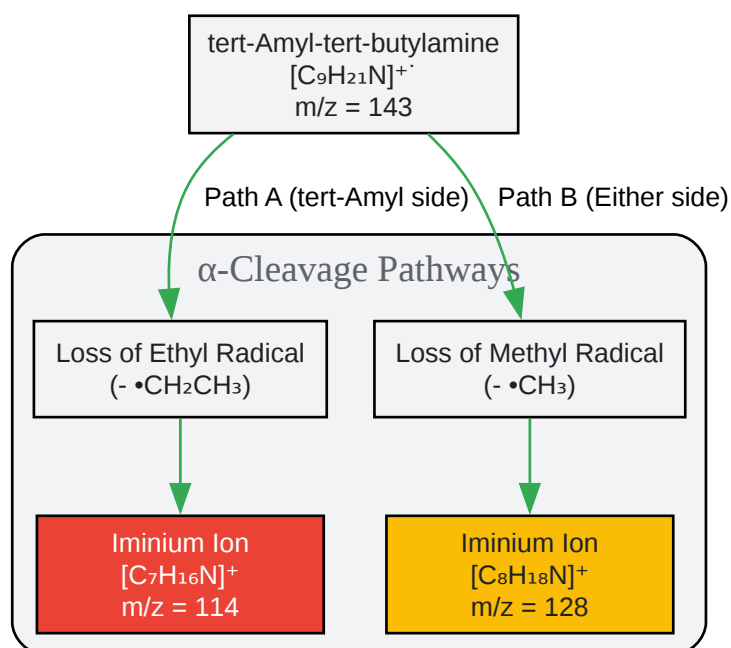 tert-Amyl-tert-butylamine
[C₉H₂₁N]⁺˙
m/z = 143
Path A (tert-Amyl side)
Path B (Either side)
α-Cleavage Pathways
Loss of Ethyl Radical
(- •CH₂CH₃)
Loss of Methyl Radical
(- •CH₃)
Iminium Ion
[C₇H₁₆N]⁺
m/z = 114
Iminium Ion
[C₈H₁₈N]⁺
m/z = 128